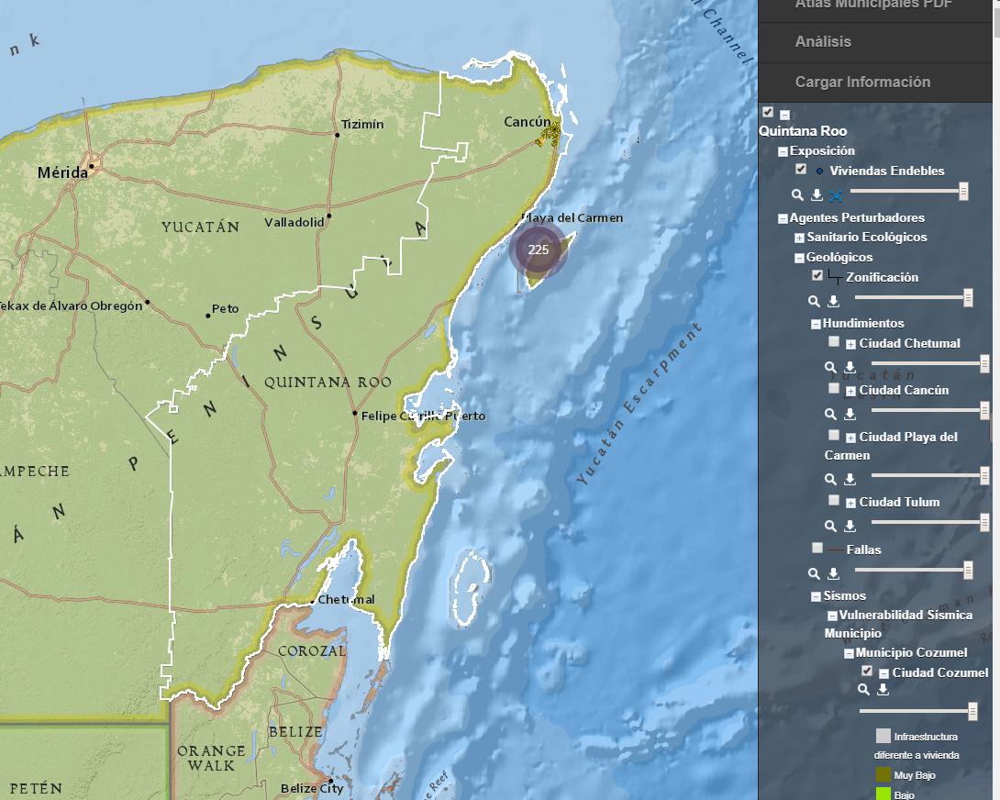 n k
l Channel
Tizimín
Cancún
Mérida
YUCATÁN
Valladolid
Playa del Carmen
225
Tekax de Álvaro Obregón
Peto
QUINTANA ROO
Felipe Carrillo Puerto
AMPECHE
ÁN PENINSULA
Yucatán Escarpment
Chetumal
COROZAL
BELIZE
ORANGE
WALK
PETÉN
Belize City
e Reef
Atlas Municipales PDF
Análisis
Cargar Información
Quintana Roo
Exposición
Viviendas Endebles
Agentes Perturbadores
Sanitario Ecológicos
Geológicos
Zonificación
Hundimientos
Ciudad Chetumal
Yucatán
Ciudad Cancún
Ciudad Playa del
Carmen
Ciudad Tulum
Fallas
Sismos
Vulnerabilidad Sísmica
Municipio
Municipio Cozumel
Ciudad Cozumel
Infraestructura
diferente a vivienda
Muy Bajo
Bajo